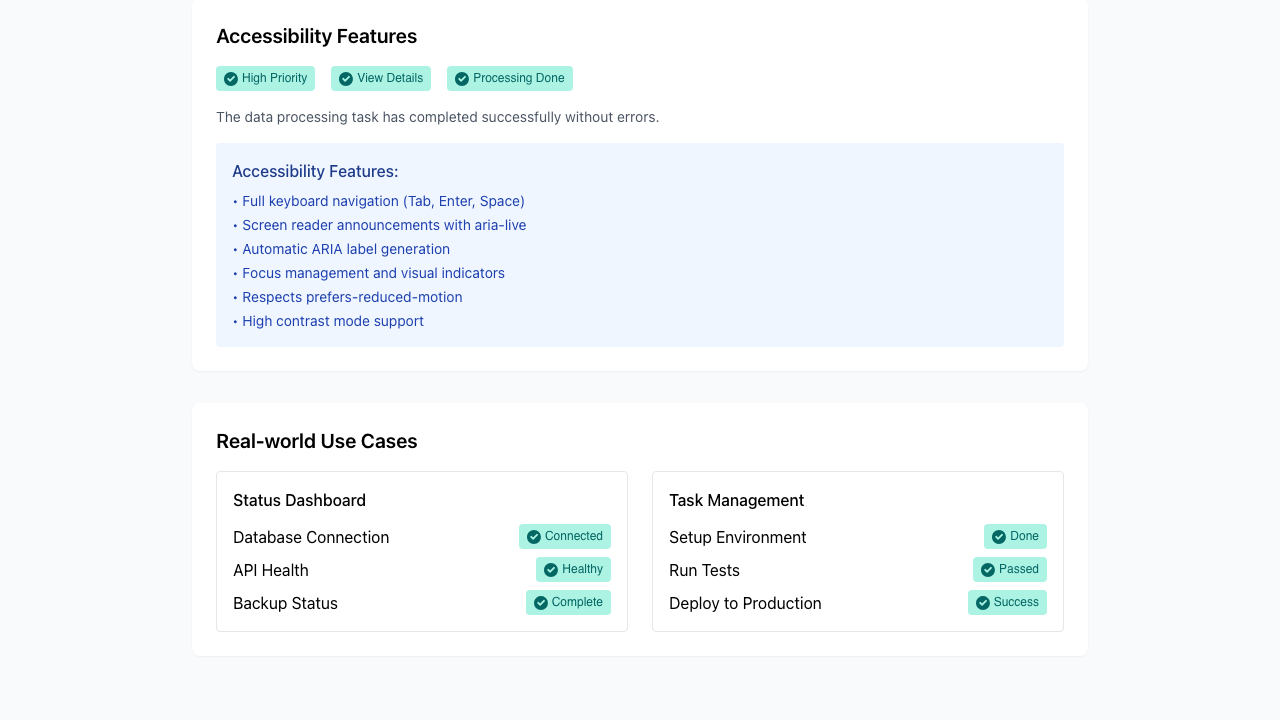 Accessibility Features
High Priority View Details Processing Done
The data processing task has completed successfully without errors.
Accessibility Features:
• Full keyboard navigation (Tab, Enter, Space)
• Screen reader announcements with aria-live
• Automatic ARIA label generation
• Focus management and visual indicators
• Respects prefers-reduced-motion
• High contrast mode support
Real-world Use Cases
Status Dashboard
Database Connection Connected
API Health Healthy
Backup Status Complete
Task Management
Setup Environment Done
Run Tests Passed
Deploy to Production Success